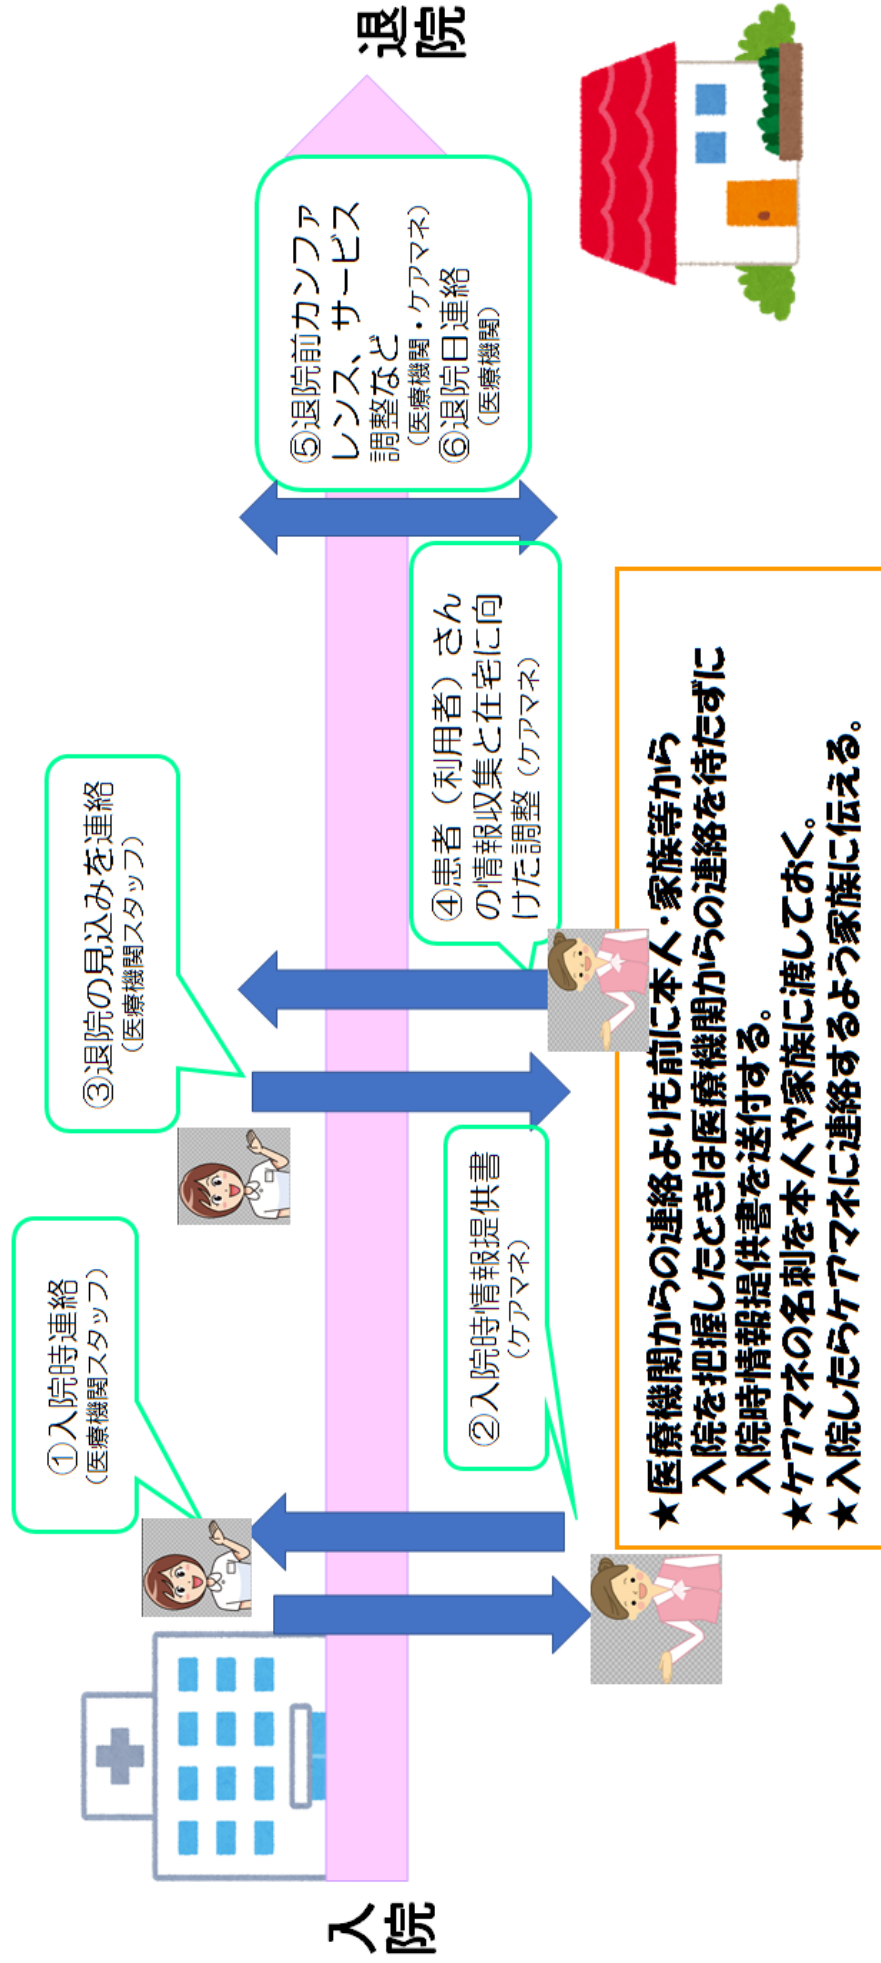 入
院
①入院時連絡
（医療機関スタッフ）
②入院時情報提供書
（ケアマネ）
③退院の見込みを連絡
（医療機関スタッフ）
④患者（利用者）さん
の情報収集と在宅に向
けた調整（ケアマネ）
⑤退院前カンファ
レンス、サービス
調整など
（医療機関・ケアマネ）
⑥退院日連絡
（医療機関）
退
院
★医療機関からの連絡よりも前に本人・家族等から
入院を把握したときは医療機関からの連絡を待たずに
入院時情報提供書を送付する。
★ケアマネの名刺を本人や家族に渡しておく。
★入院したらケアマネに連絡するよう家族に伝える。